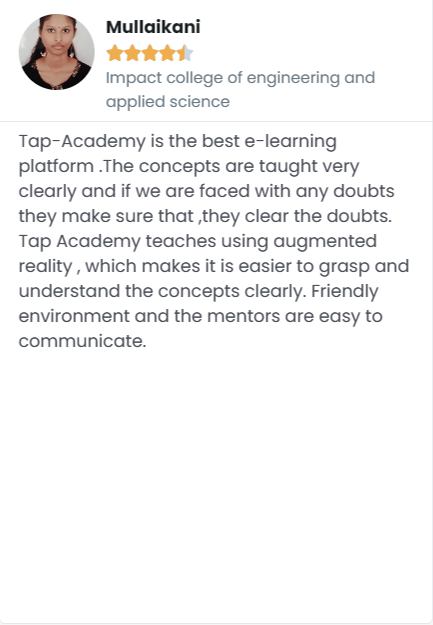 Mullaikani
Impact college of engineering and
applied science
Tap-Academy is the best e-learning
platform .The concepts are taught very
clearly and if we are faced with any doubts
they make sure that ,they clear the doubts.
Tap Academy teaches using augmented
reality , which makes it is easier to grasp and
understand the concepts clearly. Friendly
environment and the mentors are easy to
communicate.